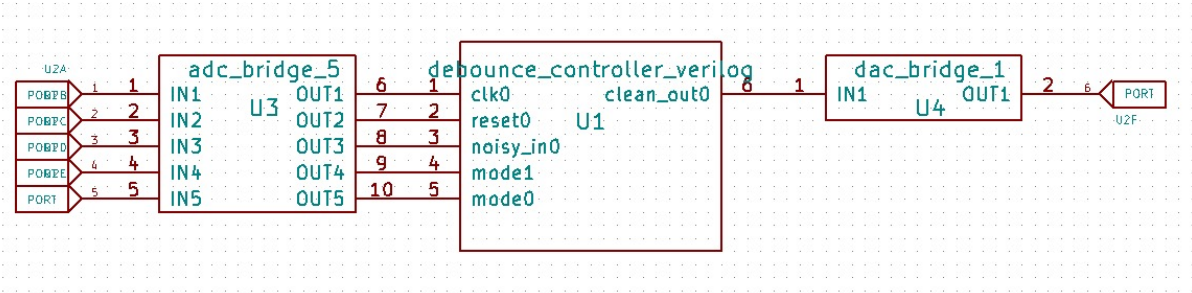 U2A
adc_bridge_5
debounce_controller_verilog
dac_bridge_1
1 1 IN1 OUT1 6 1 clk0 clean_out0 6 1 IN1 OUT1 2 6 PORT
U3
U4
2 2 IN2 OUT2 7 2 reset0 U1
U2F
3 3 IN3 OUT3 8 3 noisy_in0
4 4 IN4 OUT4 9 4 mode1
PORT 5 5 IN5 OUT5 10 5 mode0